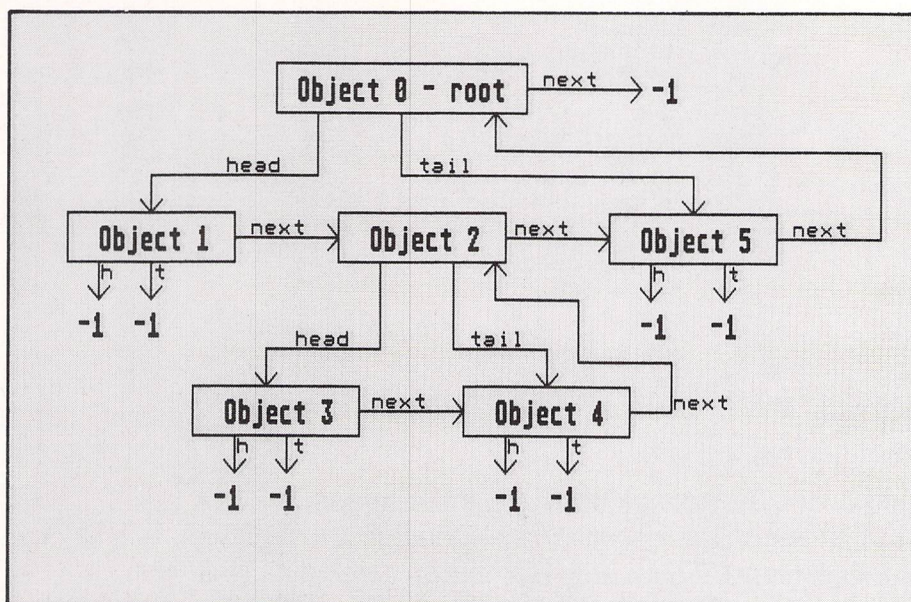 Object 0 - root
next
-1
head
tail
Object 1
next
Object 2
next
Object 5
next
h
t
h
t
-1
-1
-1
-1
head
tail
Object 3
next
Object 4
next
h
t
h
t
-1
-1
-1
-1